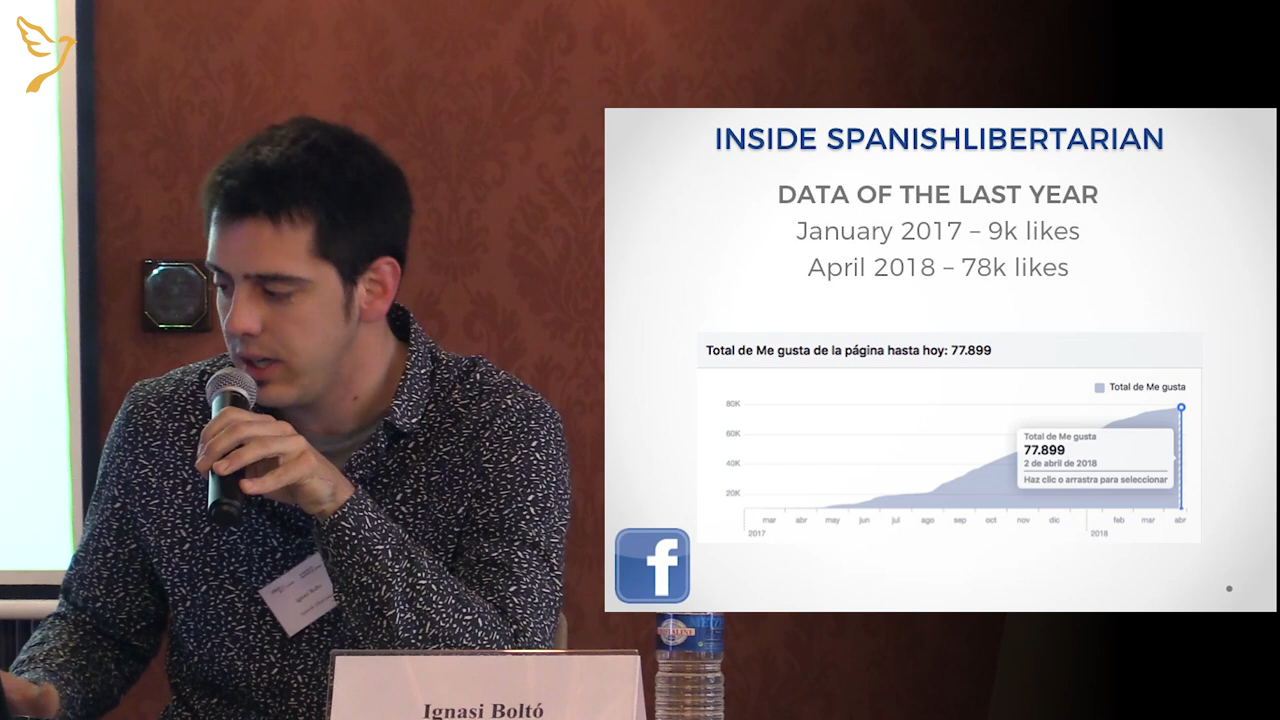 INSIDE SPANISHLIBERTARIAN
DATA OF THE LAST YEAR
January 2017 – 9k likes
April 2018 – 78k likes
Total de Me gusta de la página hasta hoy: 77.899
Total de Me gusta
80K
60K
40K
20K
Total de Me gusta
77.899
2 de abril de 2018
Haz clic o arrastra para seleccionar
mar abr may jun jul ago sep oct nov dic feb mar abr
2017 2018
f
Ignasi Boltó